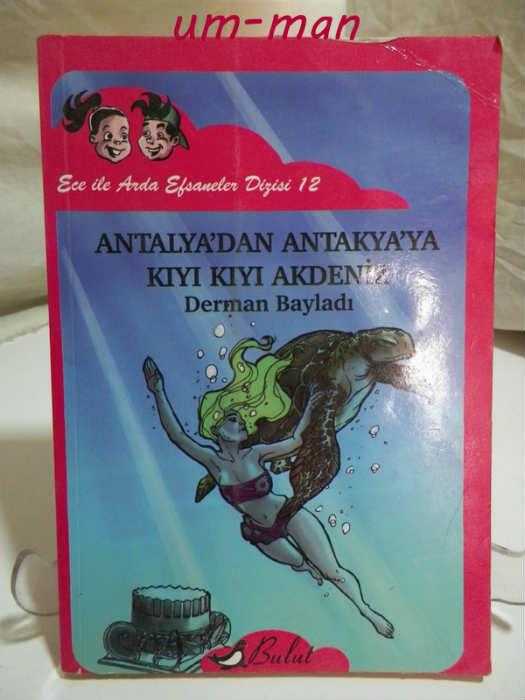 um-man
Ece ile Arda Efsaneler Dizisi 12
ANTALYA'DAN ANTAKYA'YA
KIYI KIYI AKDENİZ
Derman Bayladı
Bulut